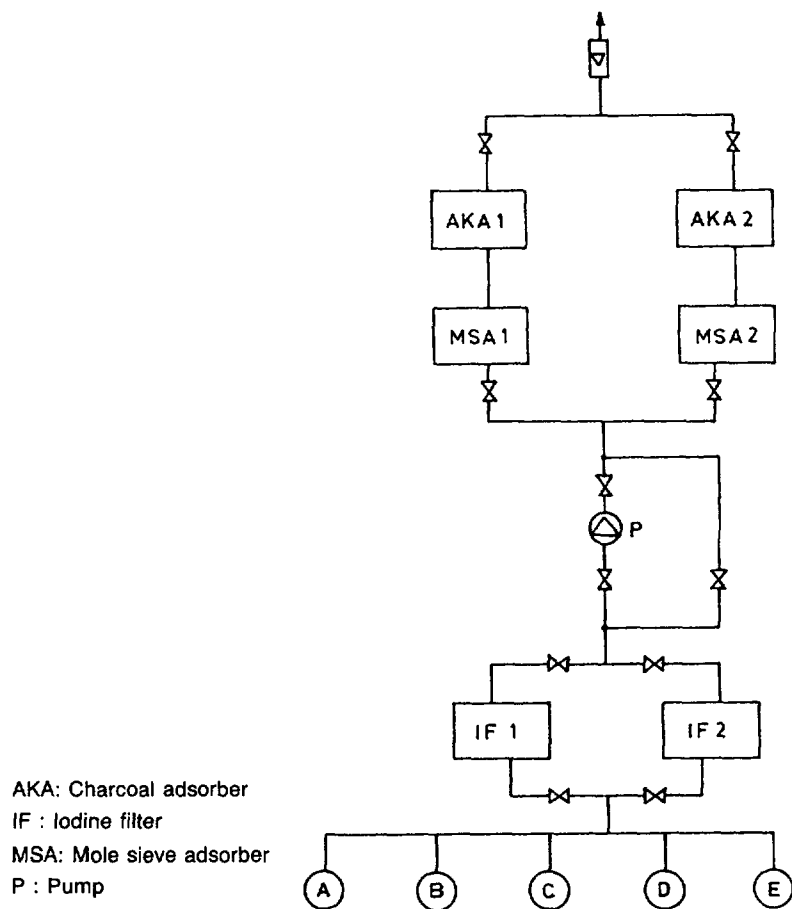 AKA 1
AKA 2
MSA 1
MSA 2
P
IF 1
IF 2
AKA: Charcoal adsorber
IF : Iodine filter
MSA: Mole sieve adsorber
P : Pump
A
B
C
D
E